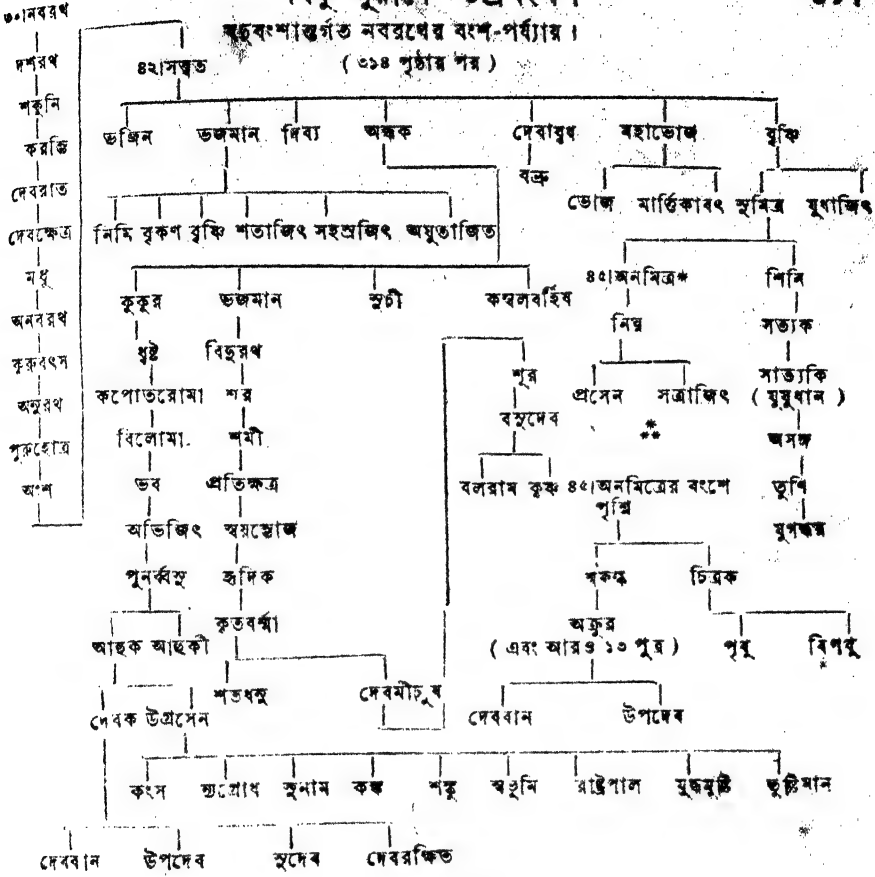 যদুবংশান্তর্গত নবরথের বংশ-পর্য্যায়।
( ৩১৪ পৃষ্ঠার পর )
৩০।নবরথ
দশরথ
শকুনি
করম্ভি
দেবরাত
দেবক্ষেত্র
মধু
অনবরথ
কুরুবৎস
অনুরথ
পুরুহোত্র
অংশ
৪২।সত্ত্বত
ভজিন ভজমান দিব্য অন্ধক দেবাবৃধ মহাভোজ বৃষ্ণি
বভ্রু
ভোজ মার্ত্তিকাবৎ সুমিত্র যুধাজিৎ
নিমি বৃকণ বৃষ্ণি শতাজিৎ সহস্রজিৎ অযুতাজিত
কুকুর ভজমান সুচী কম্বলবর্হিষ
৪৫।অনমিত্র* শিনি
নিঘ্ন সত্যক
ধৃষ্ট বিদুরথ
শূর প্রসেন সত্রাজিৎ সাত্যকি
( যুযুধান )
কপোতরোমা শর
বসুদেব
বিলোমা. শমী অসঙ্গ
ভব প্রতিক্ষত্র বলরাম কৃষ্ণ ৪৫।অনমিত্রের বংশে তুণি
পৃশ্নি
অভিজিৎ স্বয়ম্ভোজ যুগন্ধর
পুনর্ব্বসু হৃদিক শ্বফল্ক চিত্রক
কৃতবর্ম্মা অক্রুর
আহুক আহুকী ( এবং আরও ১৩ পুত্র ) পৃথু বিপথু
*
শতধনু দেবমীঢ়ুষ
দেবক উগ্রসেন দেববান উপদেব
কংস ন্যগ্রোধ সুনাম কঙ্ক শঙ্কু স্বভূমি রাষ্ট্রপাল যুদ্ধমুষ্টি তুষ্টিমান
দেববান উপদেব সুদেব দেবরক্ষিত